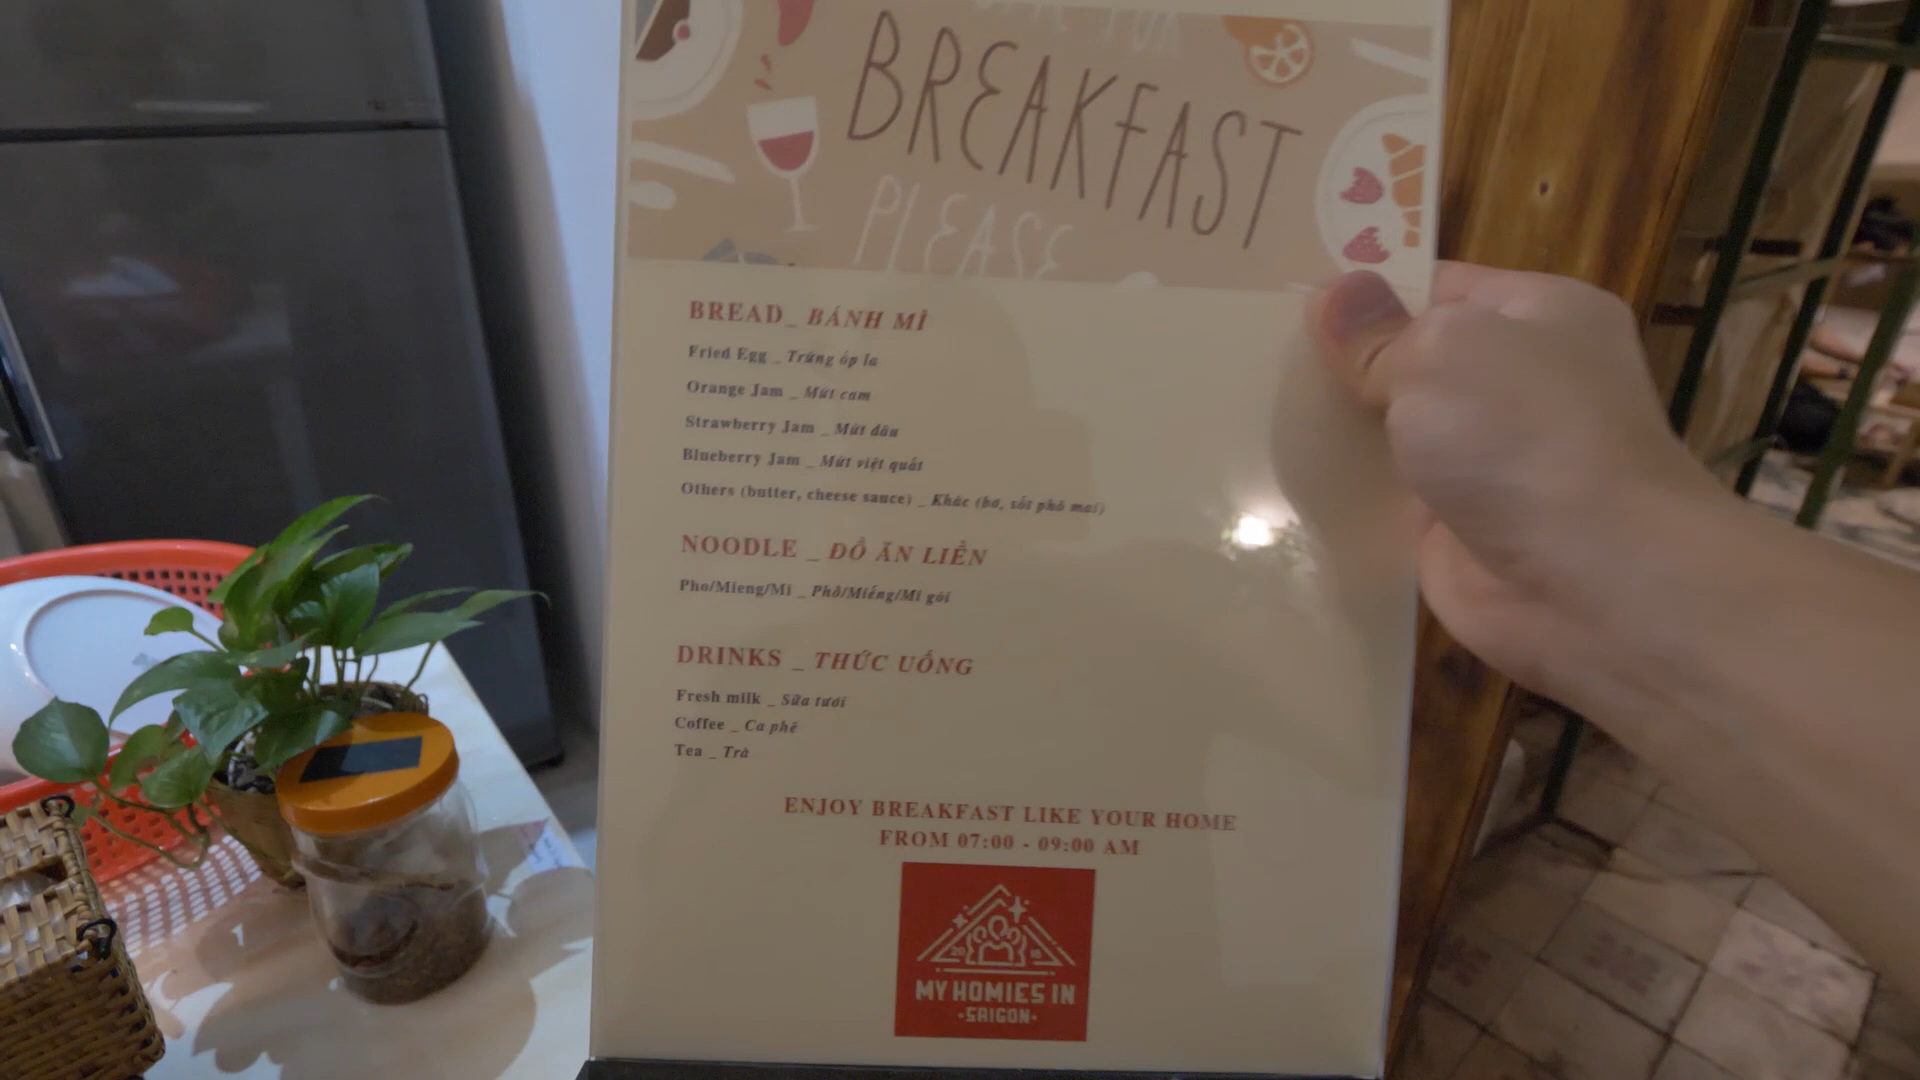 BREAKFAST
PLEASE
BREAD_ BÁNH MÌ
Fried Egg _ Trứng ốp la
Orange Jam _ Mứt cam
Strawberry Jam _ Mứt dâu
Blueberry Jam _ Mứt việt quất
Others (butter, cheese sauce) _ Khác (bơ, sốt phô mai)
NOODLE _ ĐỒ ĂN LIỀN
Pho/Mieng/Mi _ Phở/Miếng/Mì gói
DRINKS _ THỨC UỐNG
Fresh milk _ Sữa tươi
Coffee _ Ca phê
Tea _ Trà
ENJOY BREAKFAST LIKE YOUR HOME
FROM 07:00 - 09:00 AM
MY HOMIES IN
SAIGON